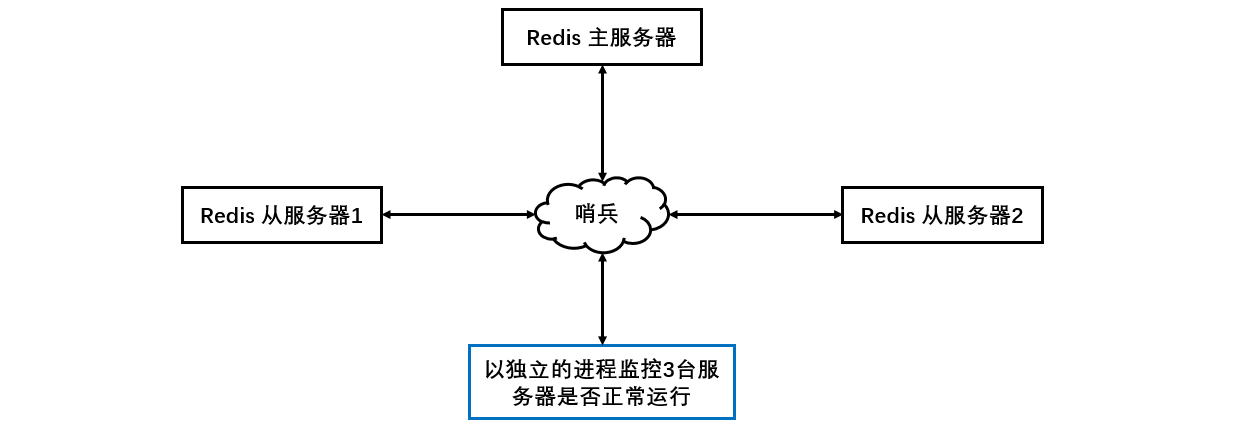 Redis 主服务器
Redis 从服务器1
哨兵
Redis 从服务器2
以独立的进程监控3台服
务器是否正常运行